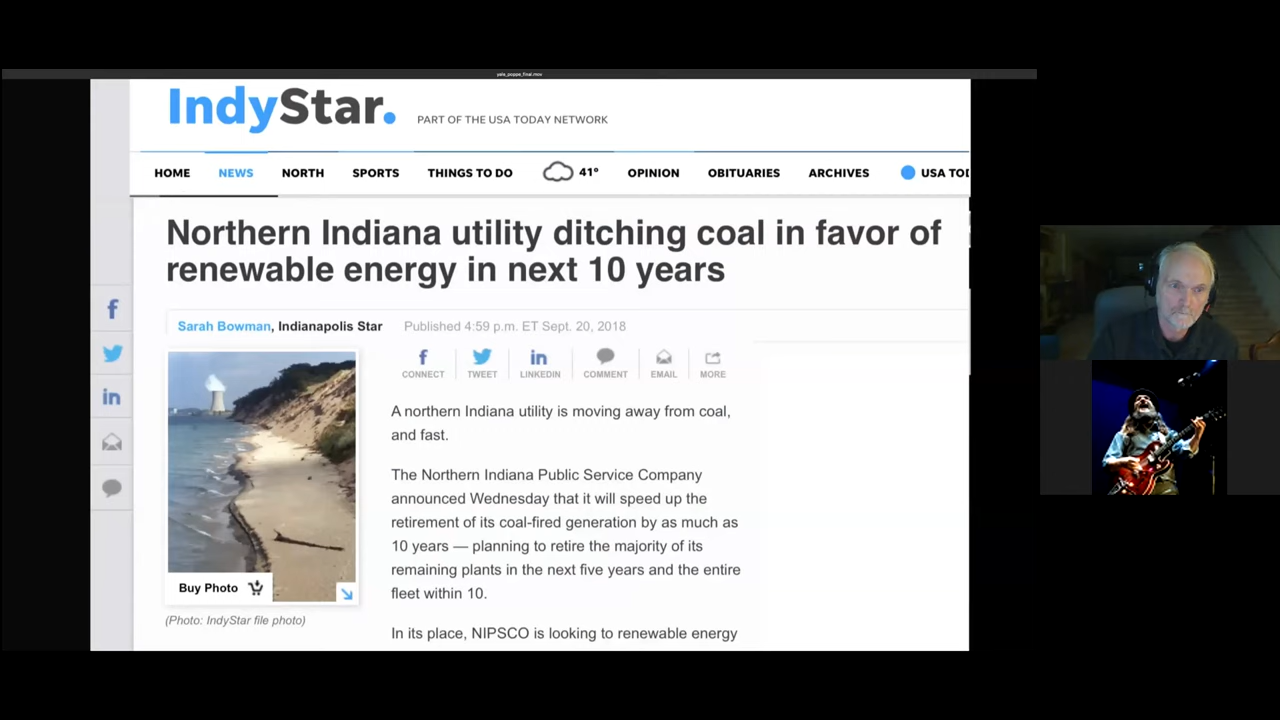 yale_poppe_final.mov
IndyStar.
PART OF THE USA TODAY NETWORK
HOME NEWS NORTH SPORTS THINGS TO DO 41° OPINION OBITUARIES ARCHIVES USA TO
Northern Indiana utility ditching coal in favor of
renewable energy in next 10 years
Sarah Bowman, Indianapolis Star Published 4:59 p.m. ET Sept. 20, 2018
CONNECT TWEET LINKEDIN COMMENT EMAIL MORE
A northern Indiana utility is moving away from coal,
and fast.
The Northern Indiana Public Service Company
announced Wednesday that it will speed up the
retirement of its coal-fired generation by as much as
10 years — planning to retire the majority of its
remaining plants in the next five years and the entire
fleet within 10.
In its place, NIPSCO is looking to renewable energy
Buy Photo
(Photo: IndyStar file photo)